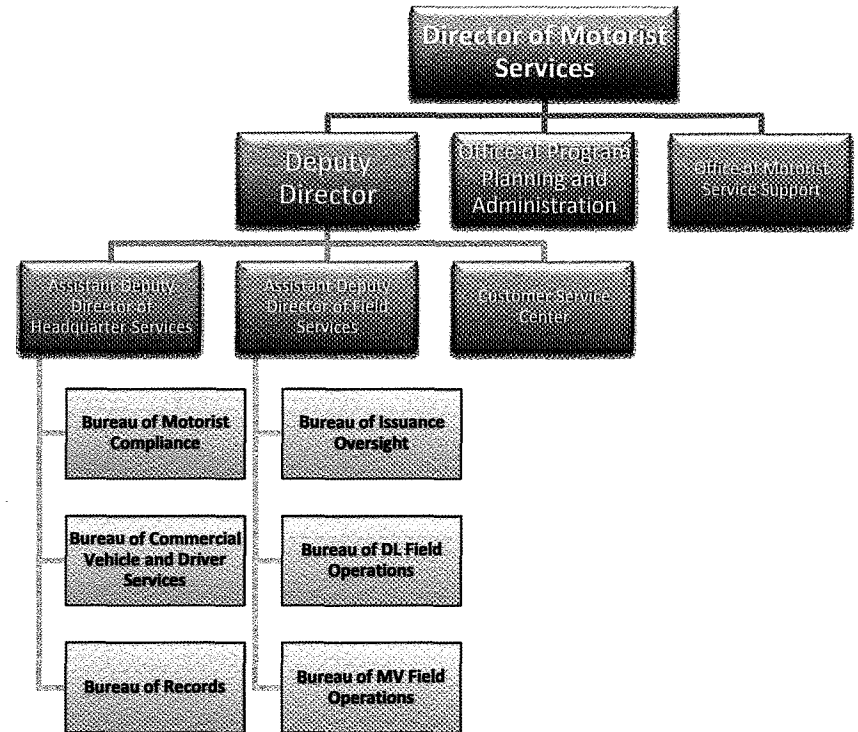 Director of Motorist
Services
Deputy
Director
Office of Program
Planning and
Administration
Office of Motorist
Service Support
Assistant Deputy
Director of
Headquarter Services
Assistant Deputy
Director of Field
Services
Customer Service
Center
Bureau of Motorist
Compliance
Bureau of Issuance
Oversight
Bureau of Commercial
Vehicle and Driver
Services
Bureau of DL Field
Operations
Bureau of Records
Bureau of MV Field
Operations